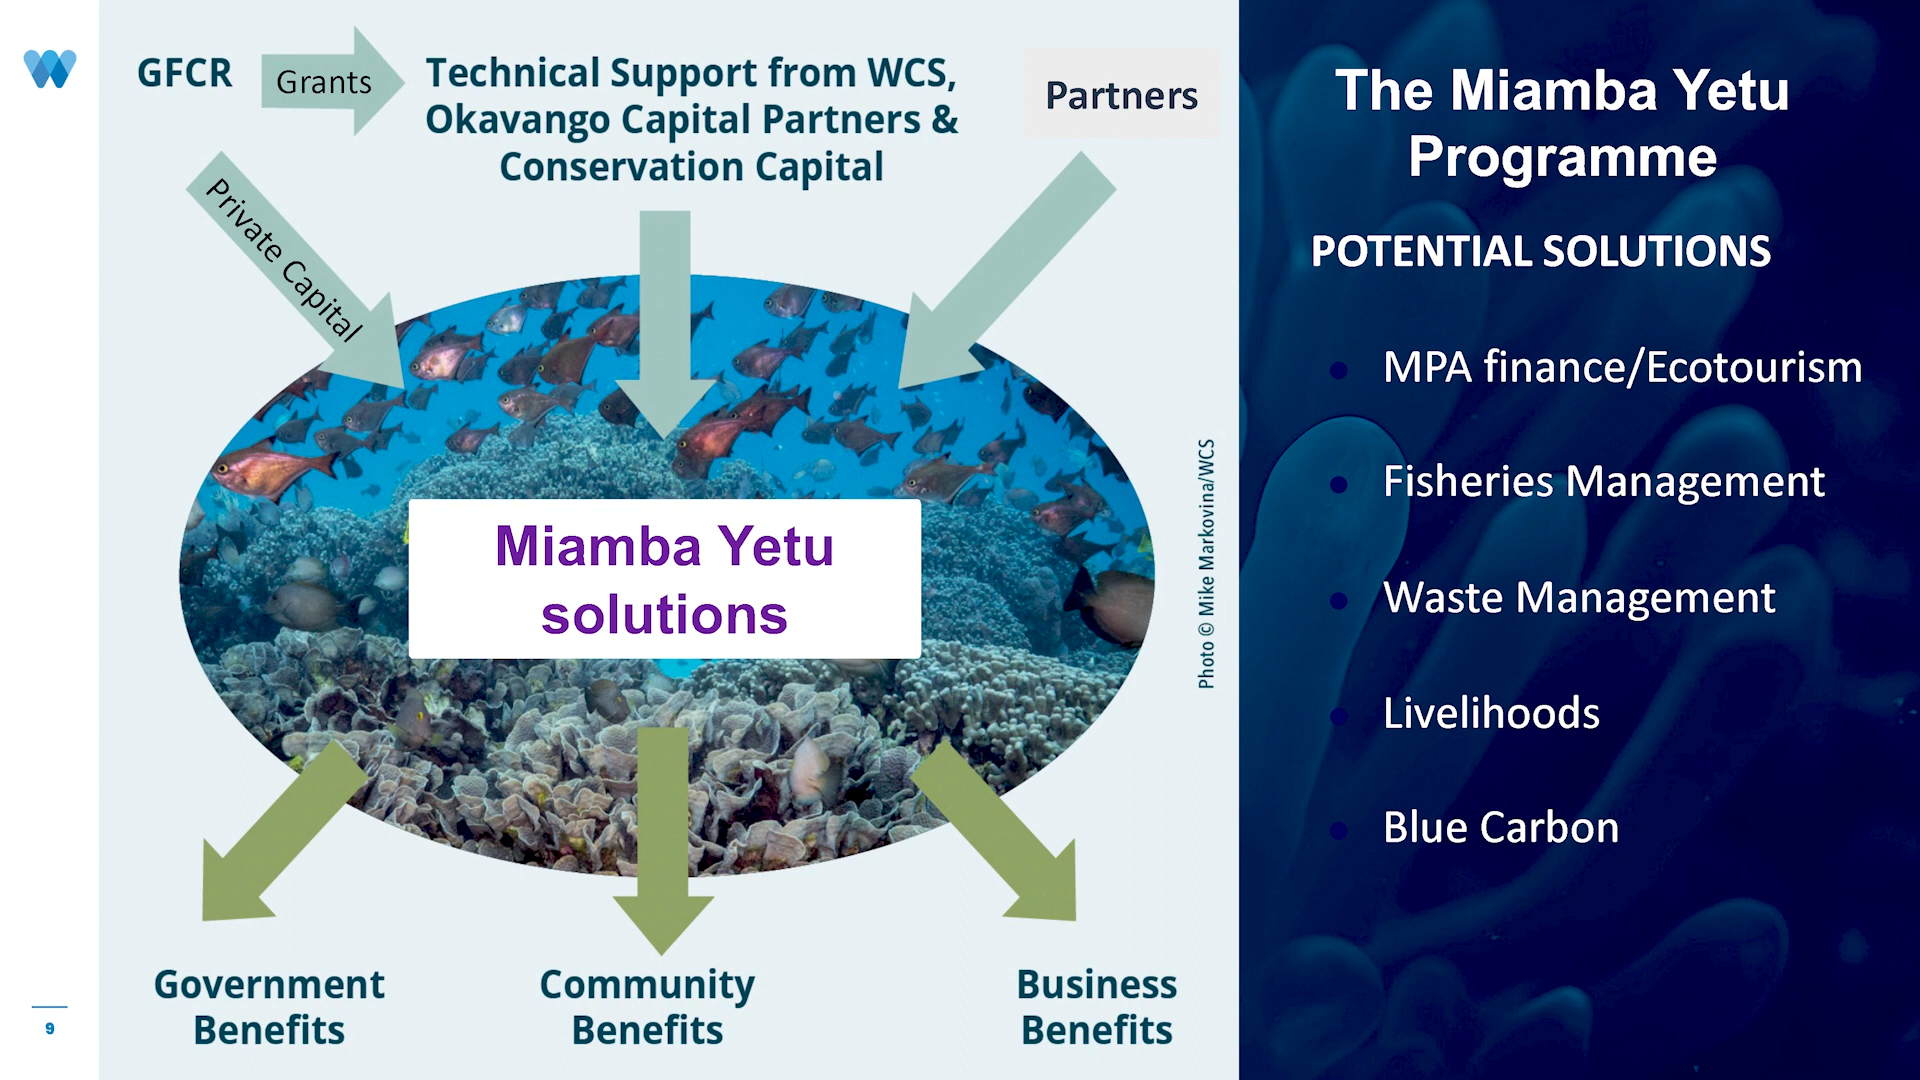 GFCR
Grants
Technical Support from WCS,
Okavango Capital Partners &
Conservation Capital
Partners
Private Capital
Miamba Yetu
solutions
Photo © Mike Markovina/WCS
Government
Benefits
Community
Benefits
Business
Benefits
9
The Miamba Yetu
Programme
POTENTIAL SOLUTIONS
MPA finance/Ecotourism
Fisheries Management
Waste Management
Livelihoods
Blue Carbon